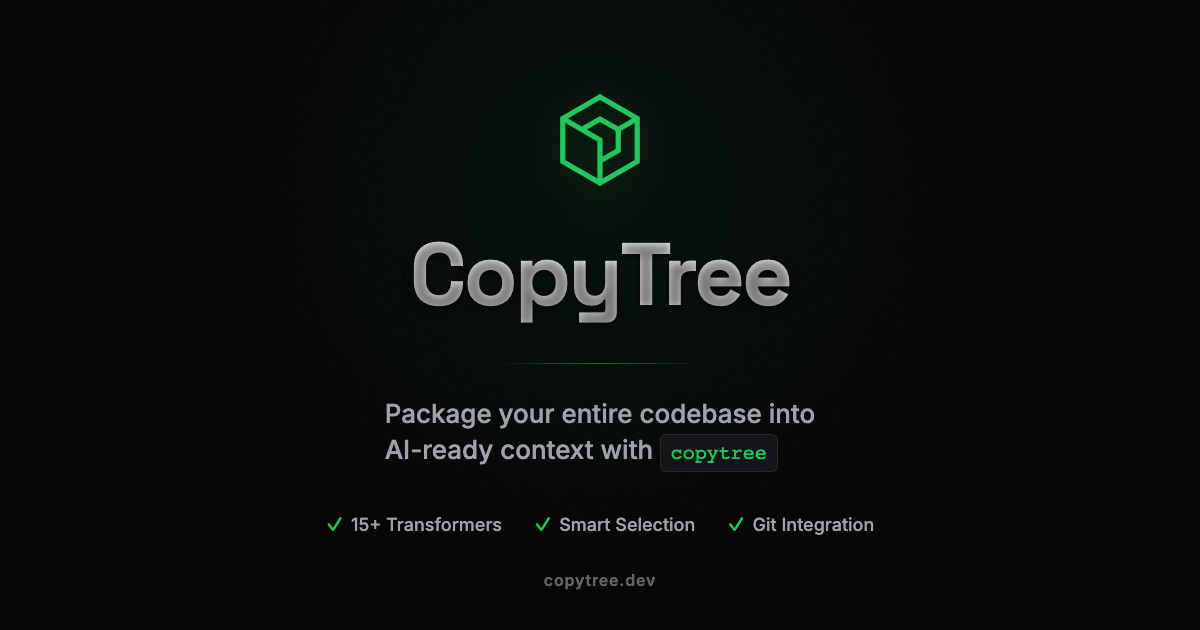 CopyTree
Package your entire codebase into
AI-ready context with copytree
✓ 15+ Transformers ✓ Smart Selection ✓ Git Integration
copytree.dev